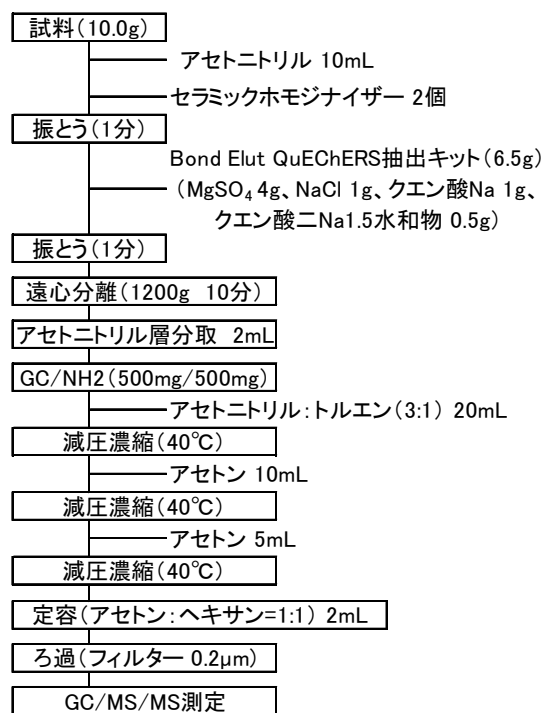 試料(10.0g)
アセトニトリル 10mL
セラミックホモジナイザー 2個
振とう(1分)
Bond Elut QuEChERS抽出キット(6.5g)
(MgSO₄ 4g、NaCl 1g、クエン酸Na 1g、
クエン酸二Na1.5水和物 0.5g)
振とう(1分)
遠心分離(1200g 10分)
アセトニトリル層分取 2mL
GC/NH2(500mg/500mg)
アセトニトリル:トルエン(3:1) 20mL
減圧濃縮(40℃)
アセトン 10mL
減圧濃縮(40℃)
アセトン 5mL
減圧濃縮(40℃)
定容(アセトン:ヘキサン=1:1) 2mL
ろ過(フィルター 0.2μm)
GC/MS/MS測定